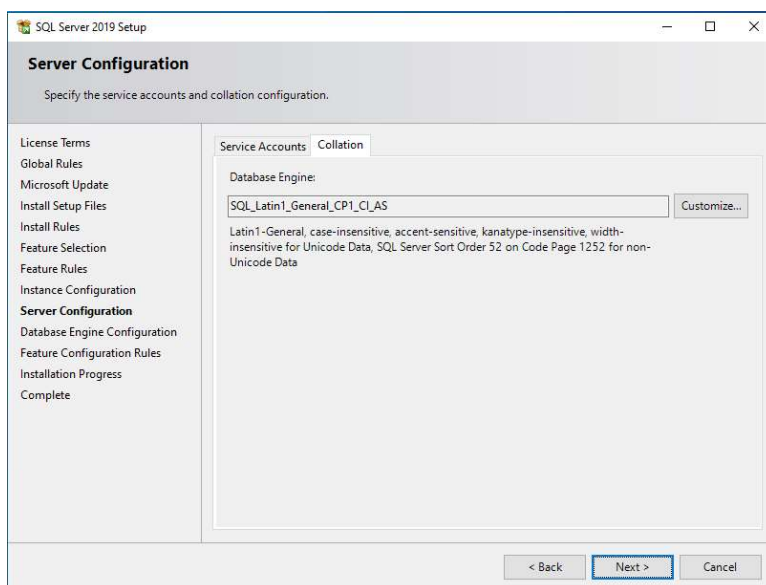 SQL Server 2019 Setup
Server Configuration
Specify the service accounts and collation configuration.
License Terms
Global Rules
Microsoft Update
Install Setup Files
Install Rules
Feature Selection
Feature Rules
Instance Configuration
Server Configuration
Database Engine Configuration
Feature Configuration Rules
Installation Progress
Complete
Service Accounts Collation
Database Engine:
SQL_Latin1_General_CP1_CI_AS Customize...
Latin1-General, case-insensitive, accent-sensitive, kanatype-insensitive, width-
insensitive for Unicode Data, SQL Server Sort Order 52 on Code Page 1252 for non-
Unicode Data
< Back Next > Cancel